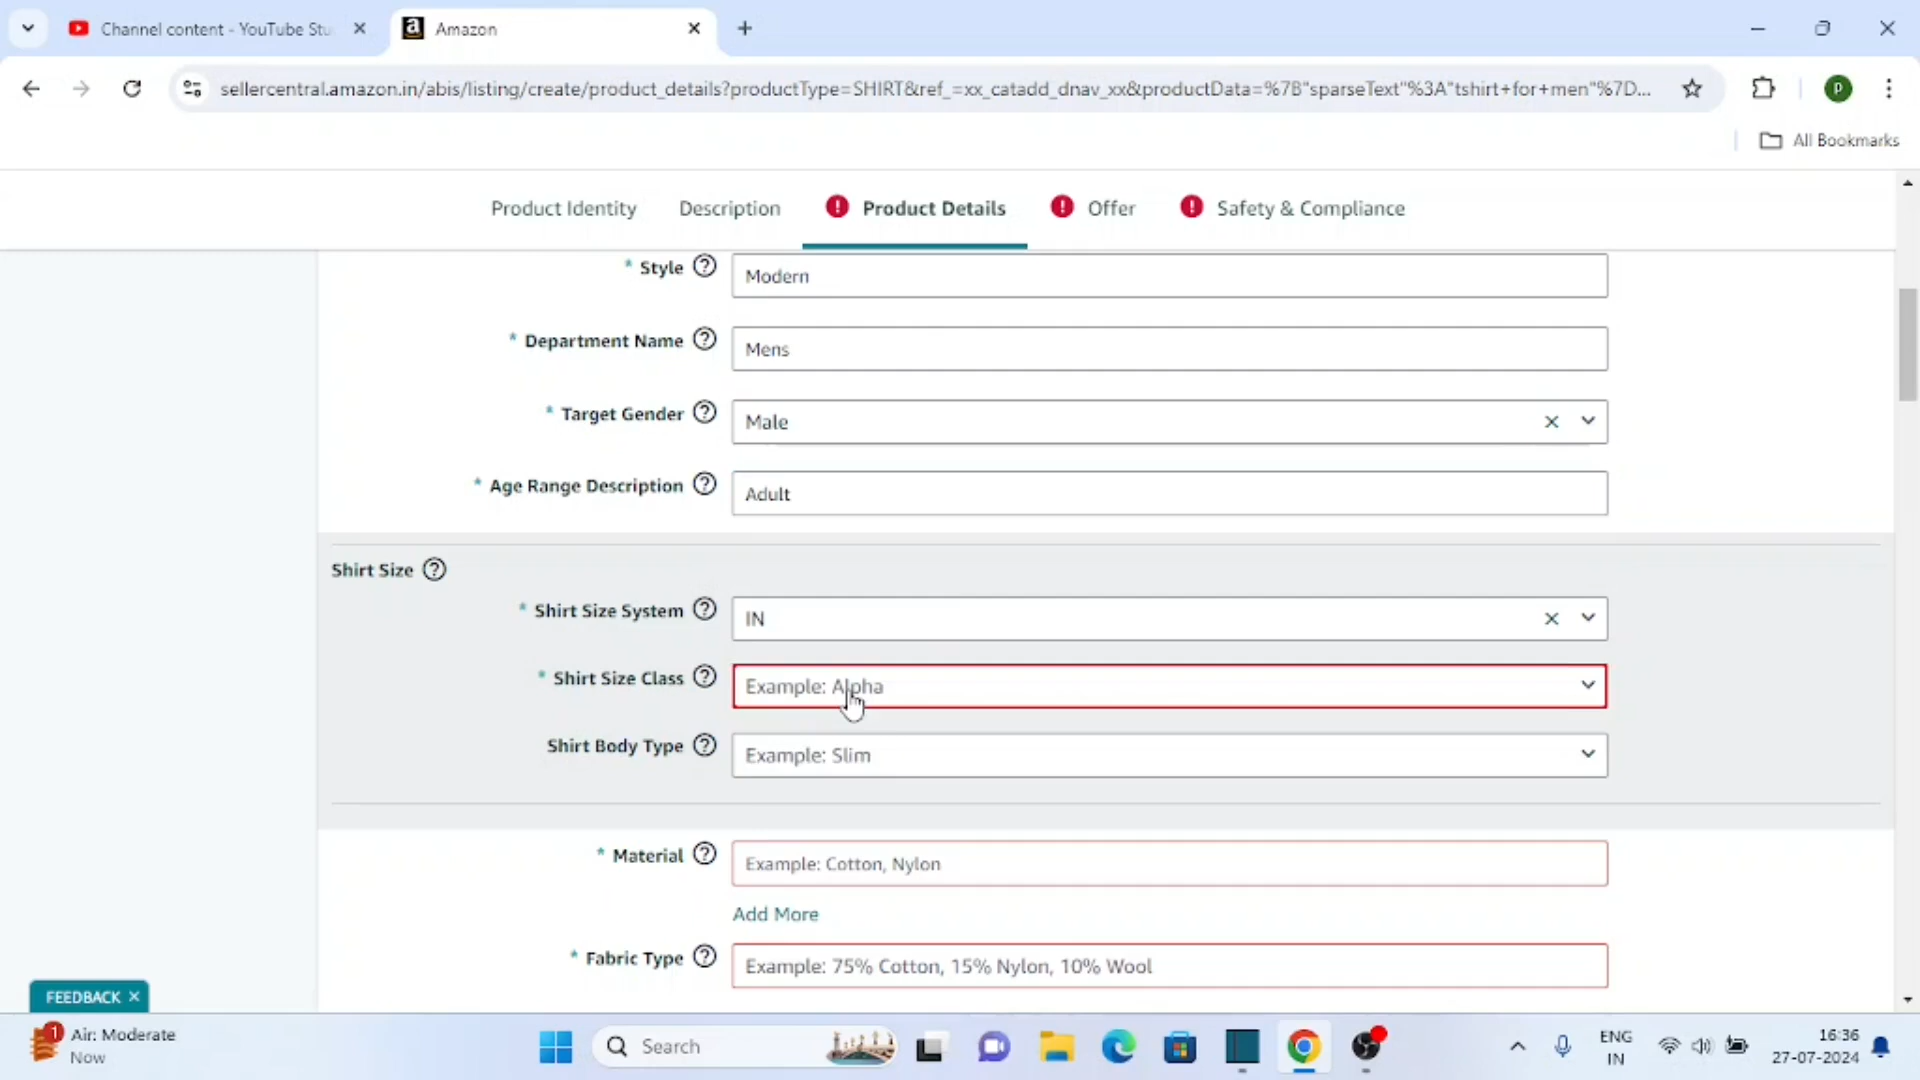 Channel content - YouTube Stu
Amazon
sellercentral.amazon.in/abis/listing/create/product_details?productType=SHIRT&ref_=xx_catadd_dnav_xx&productData=%7B"sparseText"%3A"tshirt+for+men"%7D...
P
All Bookmarks
Product Identity
Description
Product Details
Offer
Safety & Compliance
* Style
Modern
* Department Name
Mens
* Target Gender
Male
* Age Range Description
Adult
Shirt Size
* Shirt Size System
IN
* Shirt Size Class
Example: Alpha
Shirt Body Type
Example: Slim
* Material
Example: Cotton, Nylon
Add More
* Fabric Type
Example: 75% Cotton, 15% Nylon, 10% Wool
FEEDBACK
1
Air: Moderate
Now
Search
ENG
IN
16:36
27-07-2024